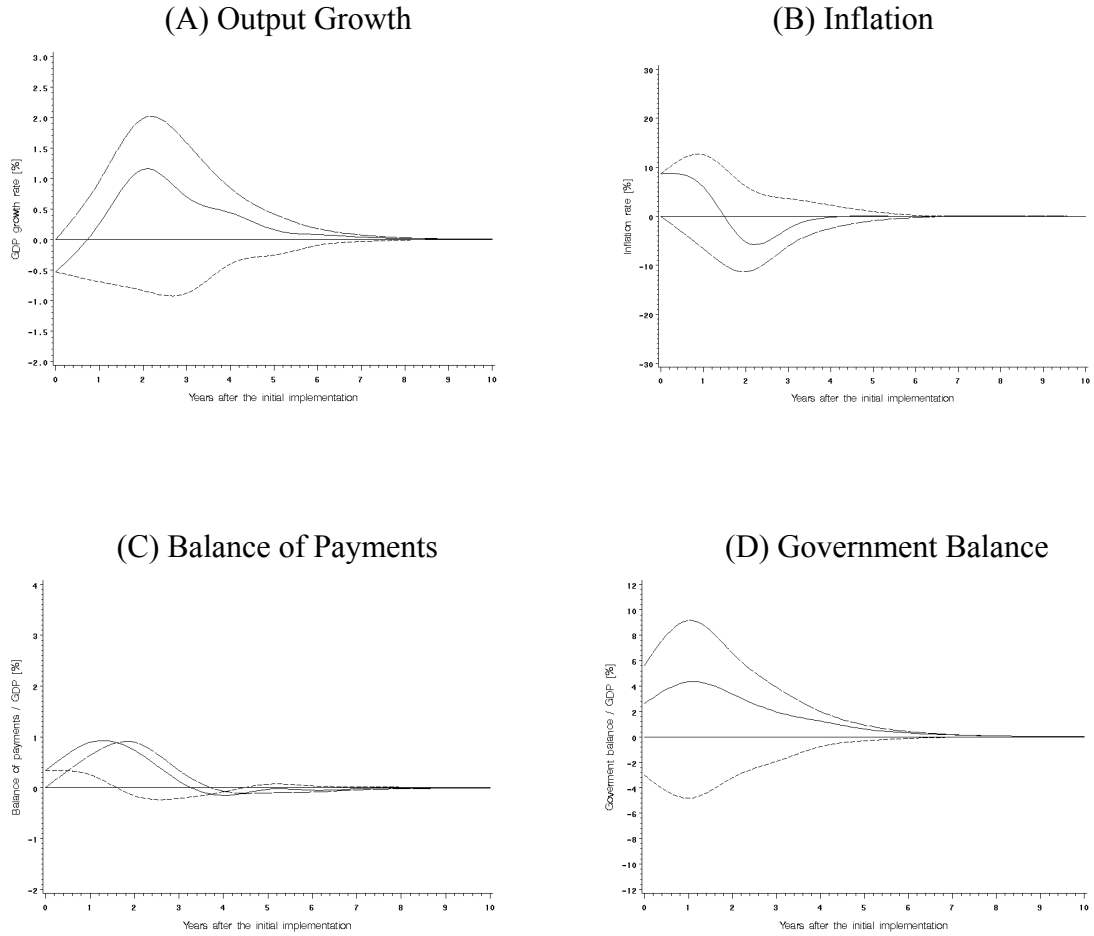 (A) Output Growth
3.0
2.5
2.0
1.5
1.0
0.5
0.0
-0.5
-1.0
-1.5
-2.0
GDP growth rate [%]
0 1 2 3 4 5 6 7 8 9 10
Years after the initial implementation
(B) Inflation
30
20
10
0
-10
-20
-30
Inflation rate [%]
0 1 2 3 4 5 6 7 8 9 10
Years after the initial implementation
(C) Balance of Payments
4
3
2
1
0
-1
-2
Balance of payments / GDP [%]
0 1 2 3 4 5 6 7 8 9 10
Years after the initial implementation
(D) Government Balance
12
10
8
6
4
2
0
-2
-4
-6
-8
-10
-12
Goverment balance / GDP [%]
0 1 2 3 4 5 6 7 8 9 10
Years after the initial implementation